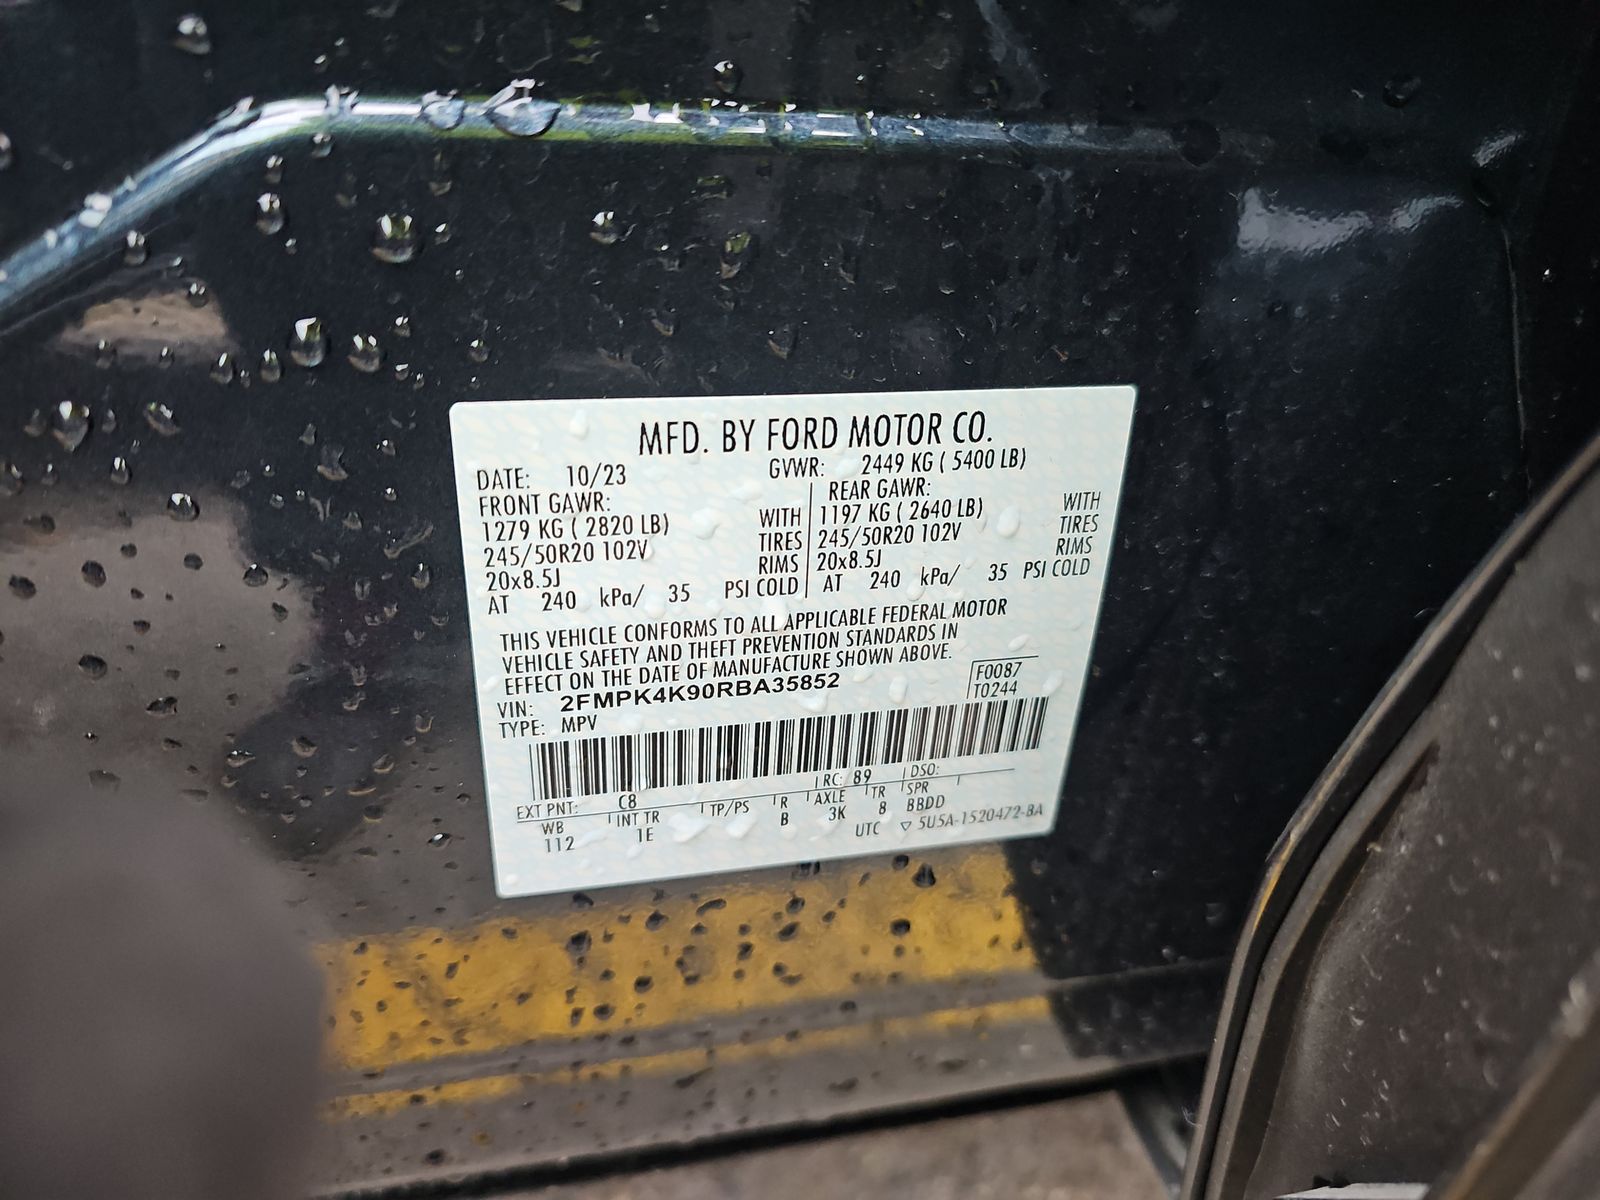 MFD. BY FORD MOTOR CO.
DATE: 10/23 GVWR: 2449 KG ( 5400 LB)
FRONT GAWR: REAR GAWR:
1279 KG ( 2820 LB) WITH 1197 KG ( 2640 LB) WITH
245/50R20 102V TIRES 245/50R20 102V TIRES
20x8.5J RIMS 20x8.5J RIMS
AT 240 kPa/ 35 PSI COLD AT 240 kPa/ 35 PSI COLD
THIS VEHICLE CONFORMS TO ALL APPLICABLE FEDERAL MOTOR
VEHICLE SAFETY AND THEFT PREVENTION STANDARDS IN
EFFECT ON THE DATE OF MANUFACTURE SHOWN ABOVE.
VIN: 2FMPK4K90RBA35852 F0087
TYPE: MPV T0244
EXT PNT: C8 RC: 89 DSO:
WB INT TR TP/PS R AXLE TR SPR
112 1E B 3K 8 BBDD
UTC ▽ 5U5A-1520472-BA